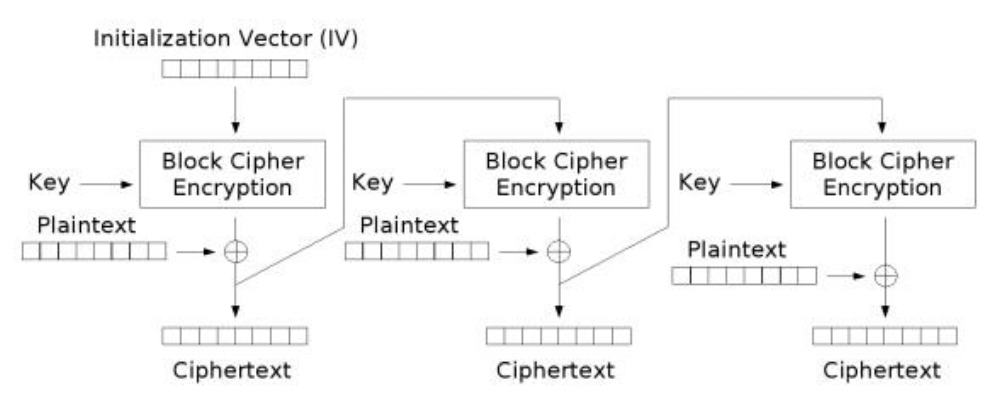 Initialization Vector (IV)
Block Cipher
Encryption
Block Cipher
Encryption
Block Cipher
Encryption
Key
Key
Key
Plaintext
Plaintext
Plaintext
Ciphertext
Ciphertext
Ciphertext